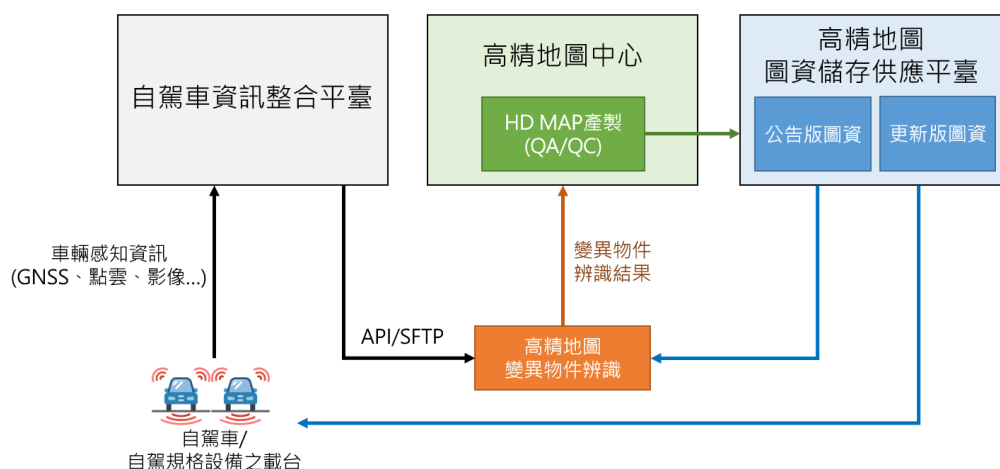 自駕車資訊整合平臺
高精地圖中心
HD MAP產製
(QA/QC)
高精地圖
圖資儲存供應平臺
公告版圖資
更新版圖資
車輛感知資訊
(GNSS、點雲、影像…)
變異物件
辨識結果
API/SFTP
高精地圖
變異物件辨識
自駕車/
自駕規格設備之載台